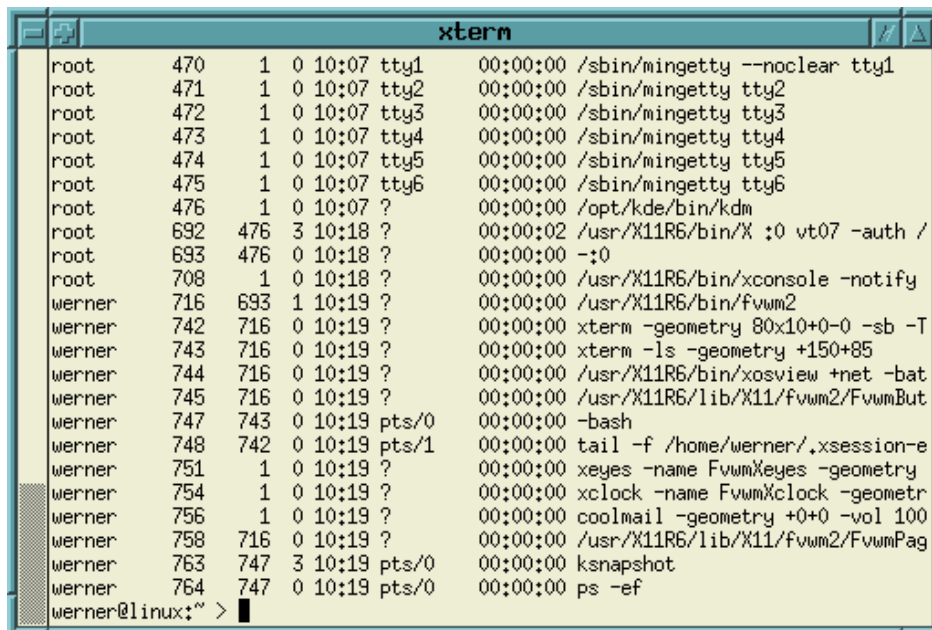 xterm
root       470     1  0 10:07 tty1     00:00:00 /sbin/mingetty --noclear tty1
root       471     1  0 10:07 tty2     00:00:00 /sbin/mingetty tty2
root       472     1  0 10:07 tty3     00:00:00 /sbin/mingetty tty3
root       473     1  0 10:07 tty4     00:00:00 /sbin/mingetty tty4
root       474     1  0 10:07 tty5     00:00:00 /sbin/mingetty tty5
root       475     1  0 10:07 tty6     00:00:00 /sbin/mingetty tty6
root       476     1  0 10:07 ?        00:00:00 /opt/kde/bin/kdm
root       692   476  3 10:18 ?        00:00:02 /usr/X11R6/bin/X :0 vt07 -auth /
root       693   476  0 10:18 ?        00:00:00 -:0
root       708     1  0 10:18 ?        00:00:00 /usr/X11R6/bin/xconsole -notify
werner     716   693  1 10:19 ?        00:00:00 /usr/X11R6/bin/fvwm2
werner     742   716  0 10:19 ?        00:00:00 xterm -geometry 80x10+0-0 -sb -T
werner     743   716  0 10:19 ?        00:00:00 xterm -ls -geometry +150+85
werner     744   716  0 10:19 ?        00:00:00 /usr/X11R6/bin/xosview +net -bat
werner     745   716  0 10:19 ?        00:00:00 /usr/X11R6/lib/X11/fvwm2/FvwmBut
werner     747   743  0 10:19 pts/0    00:00:00 -bash
werner     748   742  0 10:19 pts/1    00:00:00 tail -f /home/werner/.xsession-e
werner     751     1  0 10:19 ?        00:00:00 xeyes -name FvwmXeyes -geometry
werner     754     1  0 10:19 ?        00:00:00 xclock -name FvwmXclock -geometr
werner     756     1  0 10:19 ?        00:00:00 coolmail -geometry +0+0 -vol 100
werner     758   716  0 10:19 ?        00:00:00 /usr/X11R6/lib/X11/fvwm2/FvwmPag
werner     763   747  3 10:19 pts/0    00:00:00 ksnapshot
werner     764   747  0 10:19 pts/0    00:00:00 ps -ef
werner@linux:~ >